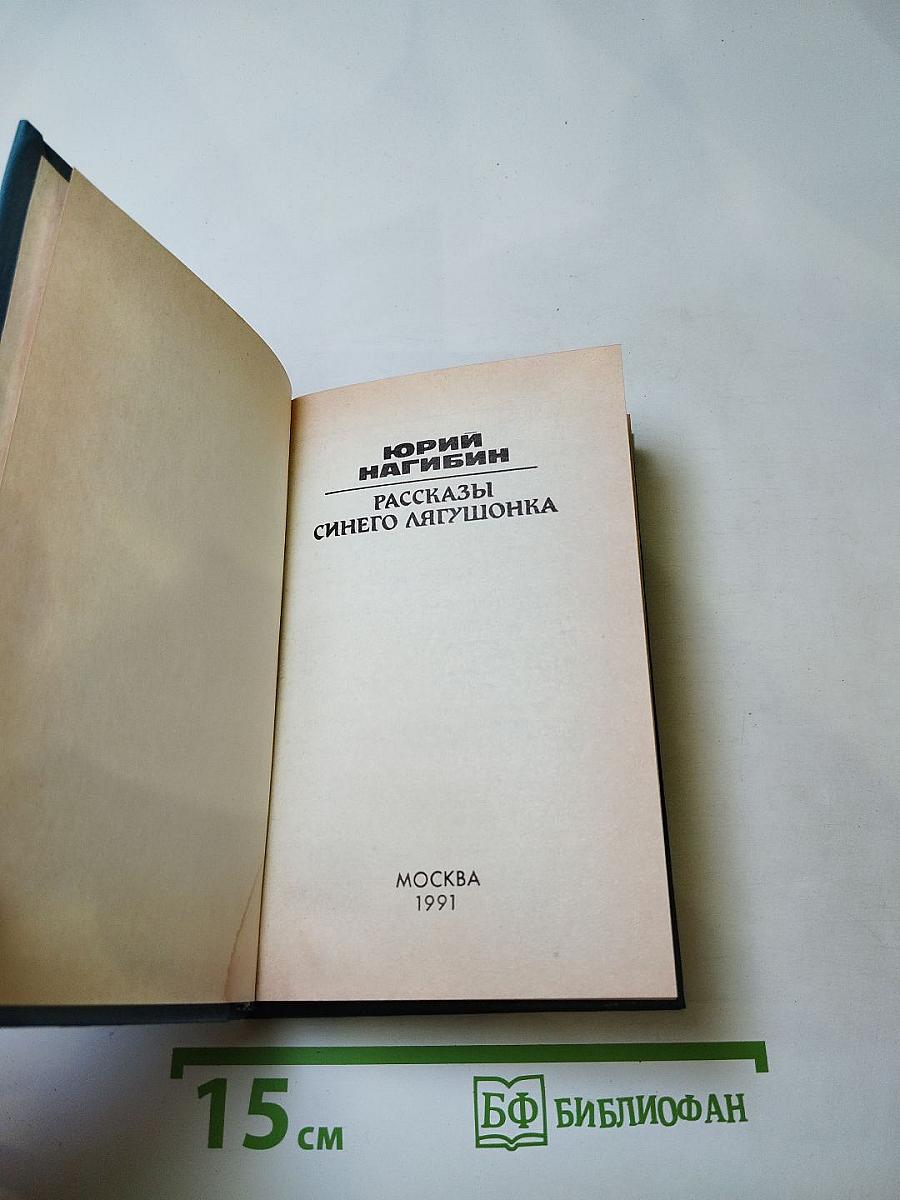 ЮРИЙ
НАГИБИН
РАССКАЗЫ
СИНЕГО ЛЯГУШОНКА
МОСКВА
1991
15 см
БФ БИБЛИОФАН